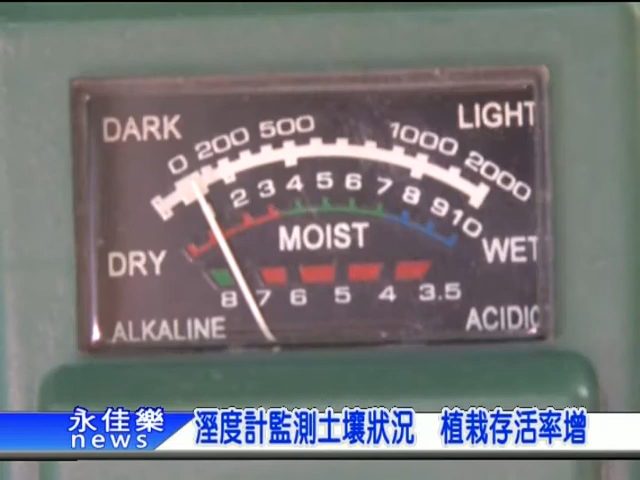 DARK
LIGHT
0 200 500 1000 2000
2 3 4 5 6 7 8 9 10
DRY
MOIST
WET
8 7 6 5 4 3.5
ALKALINE
ACIDIC
永佳樂
news
溼度計監測土壤狀況 植栽存活率增